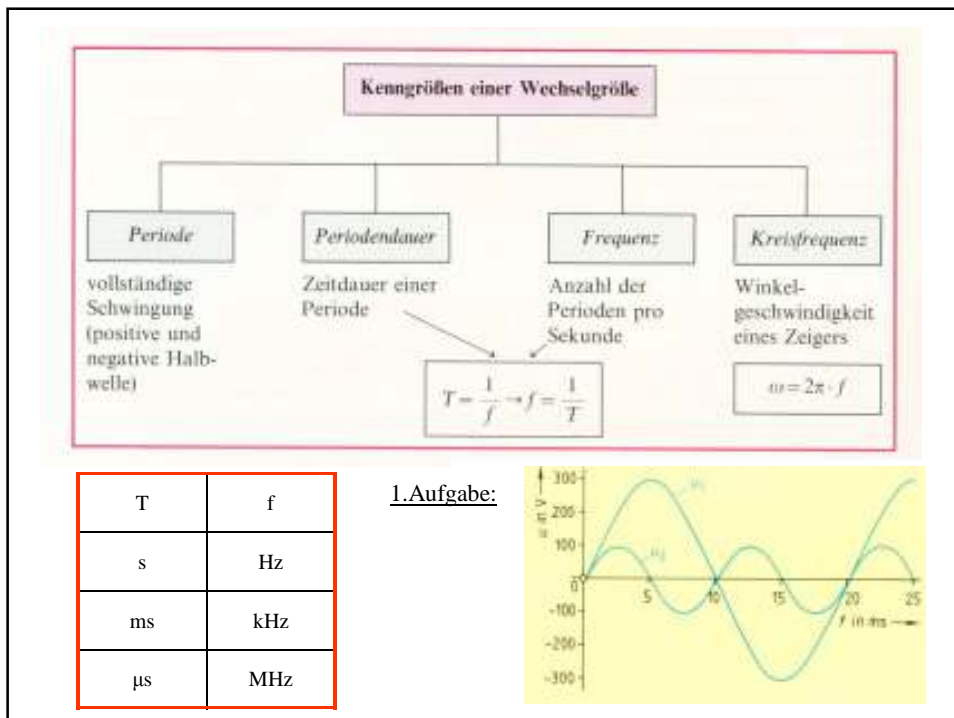 Kenngrößen einer Wechselgröße
Periode
vollständige
Schwingung
(positive und
negative Halb-
welle)
Periodendauer
Zeitdauer einer
Periode
Frequenz
Anzahl der
Perioden pro
Sekunde
T = 1/f → f = 1/T
Kreisfrequenz
Winkel-
geschwindigkeit
eines Zeigers
ω = 2π · f
T f
s Hz
ms kHz
µs MHz
1.Aufgabe:
u in V
300
200
100
0
-100
-200
-300
u₁
u₂
5 10 15 20 25
t in ms